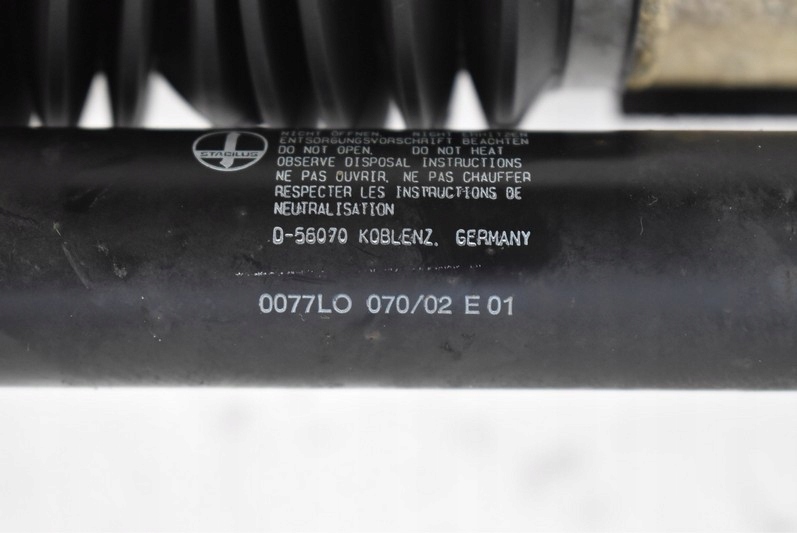 STABILUS
NICHT ÖFFNEN. NICHT ERHITZEN
ENTSORGUNGSVORSCHRIFT BEACHTEN
DO NOT OPEN. DO NOT HEAT
OBSERVE DISPOSAL INSTRUCTIONS
NE PAS OUVRIR. NE PAS CHAUFFER
RESPECTER LES INSTRUCTIONS DE
NEUTRALISATION
D-56070 KOBLENZ. GERMANY
0077LO 070/02 E 01